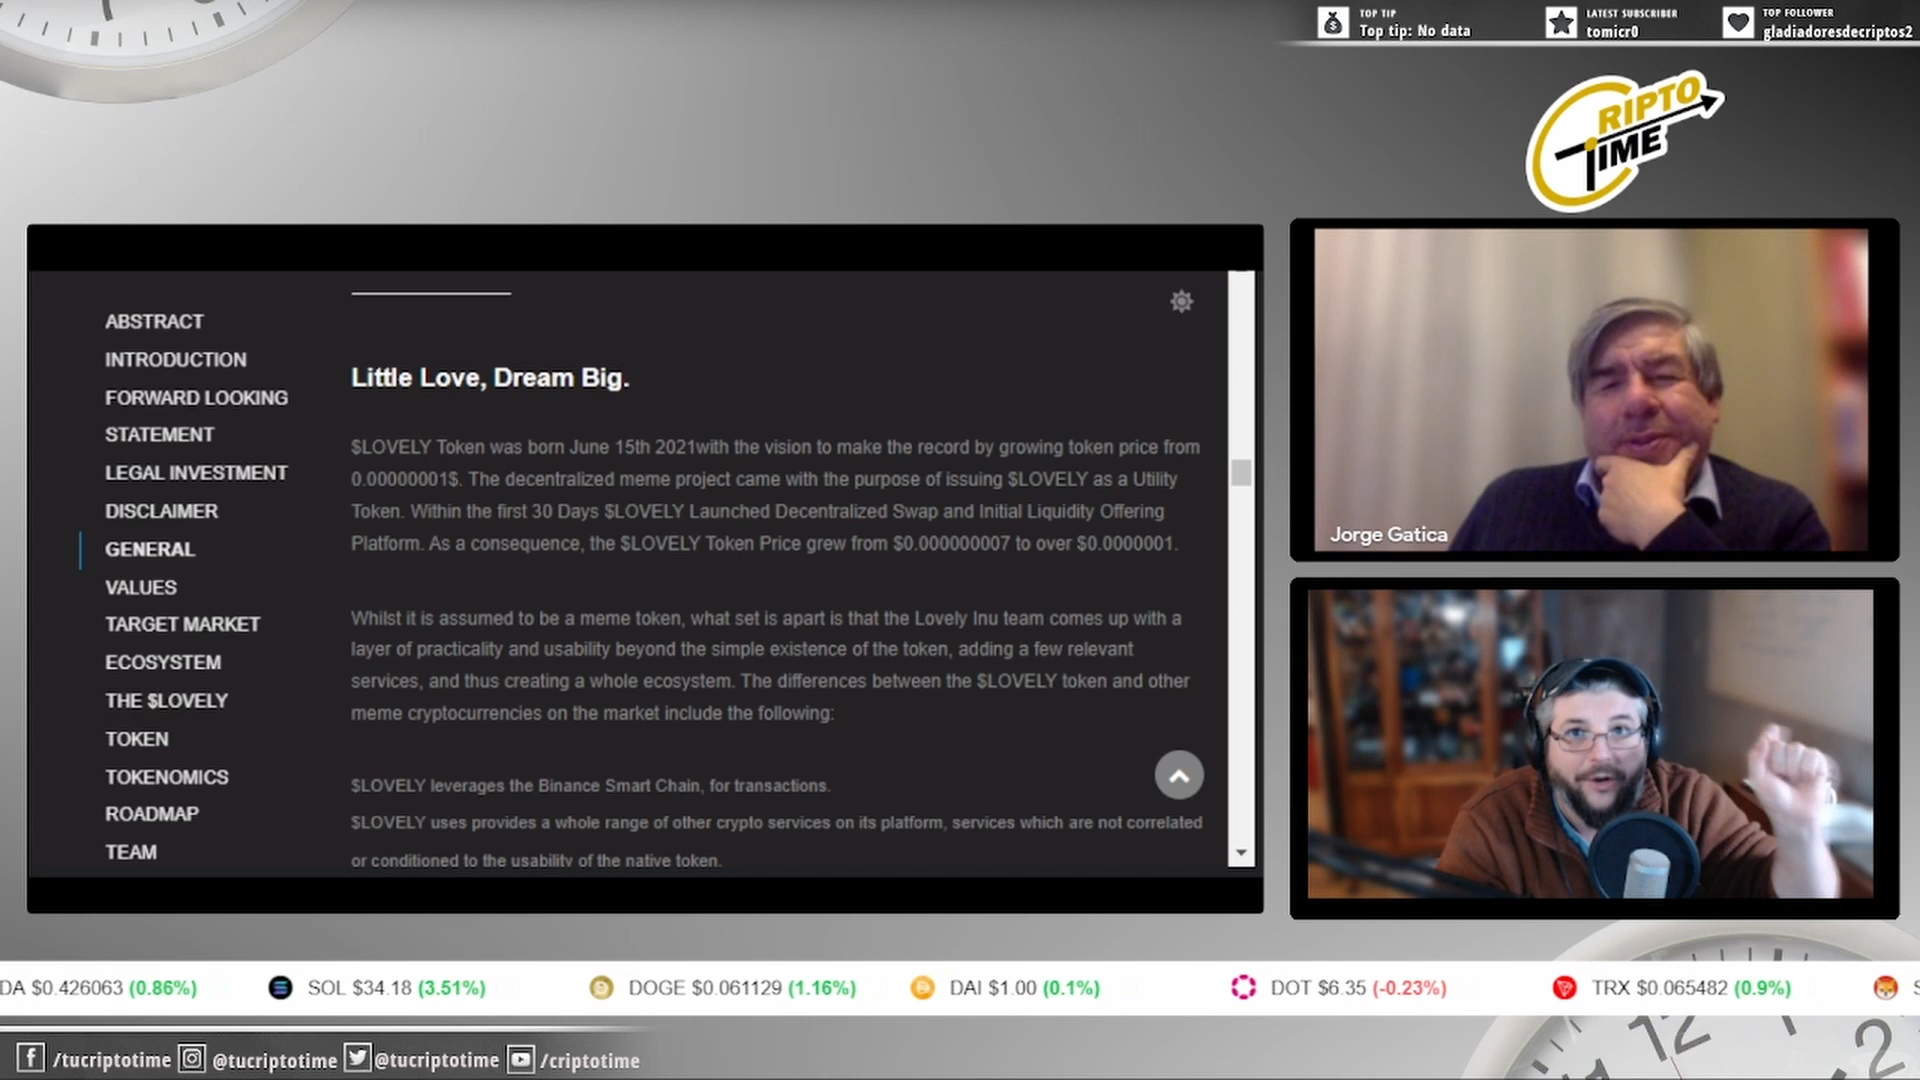 TOP TIP
Top tip: No data
LATEST SUBSCRIBER
tomicr0
TOP FOLLOWER
gladiadoresdecriptos2
CRIPTO
TIME
ABSTRACT
INTRODUCTION
FORWARD LOOKING
STATEMENT
LEGAL INVESTMENT
DISCLAIMER
GENERAL
VALUES
TARGET MARKET
ECOSYSTEM
THE $LOVELY
TOKEN
TOKENOMICS
ROADMAP
TEAM
Little Love, Dream Big.
$LOVELY Token was born June 15th 2021with the vision to make the record by growing token price from
0.00000001$. The decentralized meme project came with the purpose of issuing $LOVELY as a Utility
Token. Within the first 30 Days $LOVELY Launched Decentralized Swap and Initial Liquidity Offering
Platform. As a consequence, the $LOVELY Token Price grew from $0.000000007 to over $0.0000001.
Whilst it is assumed to be a meme token, what set is apart is that the Lovely Inu team comes up with a
layer of practicality and usability beyond the simple existence of the token, adding a few relevant
services, and thus creating a whole ecosystem. The differences between the $LOVELY token and other
meme cryptocurrencies on the market include the following:
$LOVELY leverages the Binance Smart Chain, for transactions.
$LOVELY uses provides a whole range of other crypto services on its platform, services which are not correlated
or conditioned to the usability of the native token.
Jorge Gatica
DA $0.426063 (0.86%) SOL $34.18 (3.51%) DOGE $0.061129 (1.16%) DAI $1.00 (0.1%) DOT $6.35 (-0.23%) TRX $0.065482 (0.9%) S
/tucriptotime @tucriptotime @tucriptotime /criptotime
12
1
2